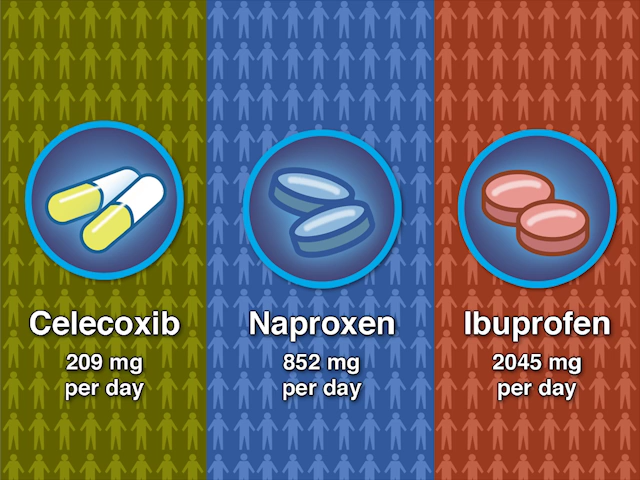 Celecoxib
209 mg
per day
Naproxen
852 mg
per day
Ibuprofen
2045 mg
per day